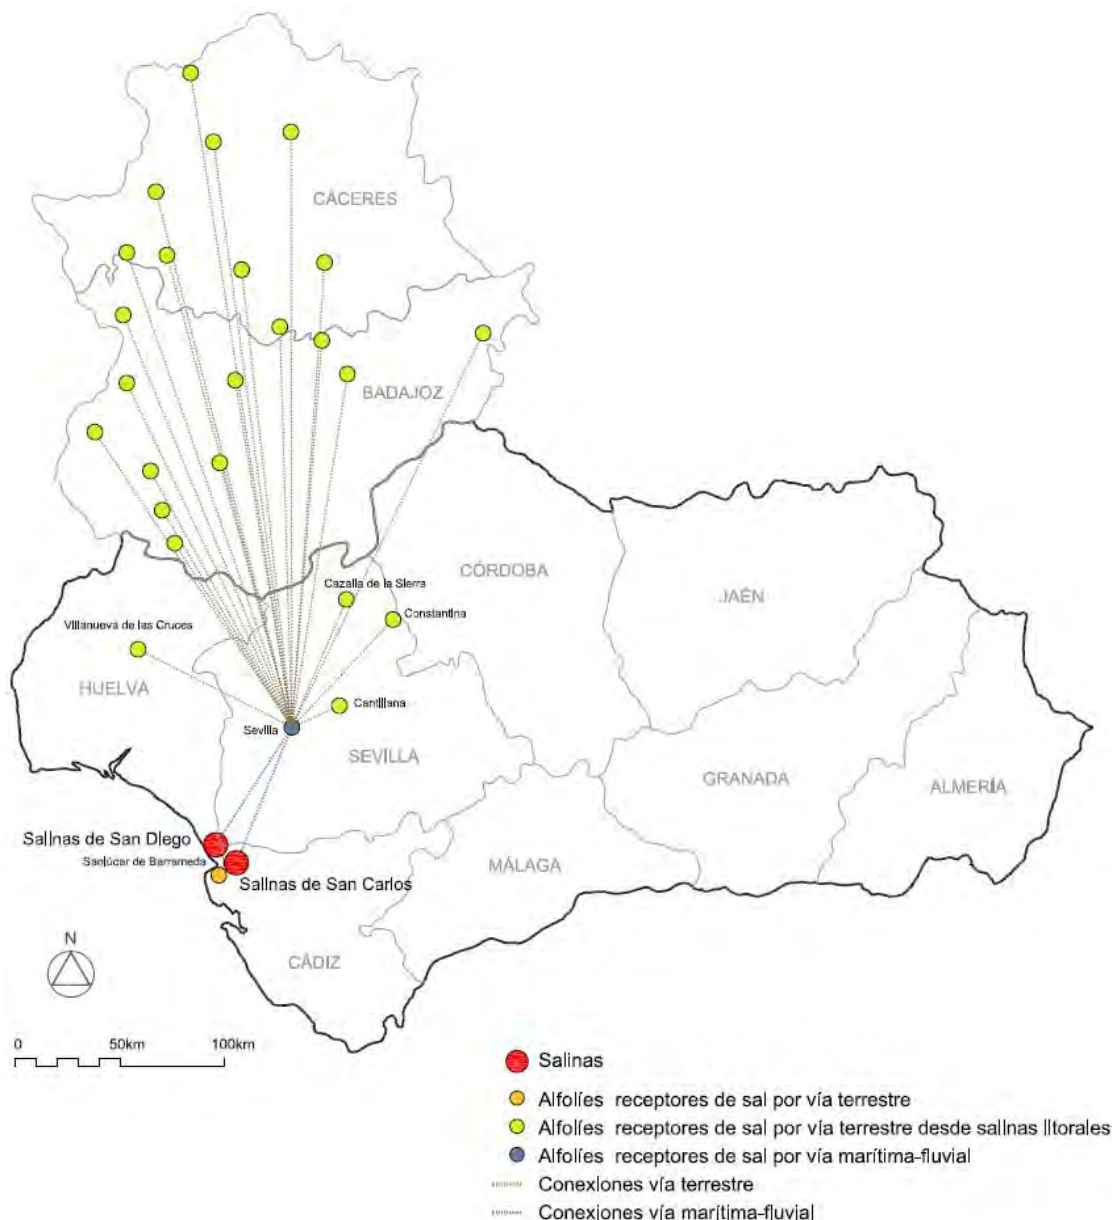 CÁCERES
BADAJOZ
CÓRDOBA
JAÉN
Cazalla de la Sierra
Constantina
Villanueva de las Cruces
HUELVA
Cantillana
Sevilla
SEVILLA
GRANADA
ALMERÍA
Salinas de San Diego
Sanlúcar de Barrameda
MÁLAGA
Salinas de San Carlos
N
CÁDIZ
0 50km 100km
Salinas
Alfolíes receptores de sal por vía terrestre
Alfolíes receptores de sal por vía terrestre desde salinas litorales
Alfolíes receptores de sal por vía marítima-fluvial
Conexiones vía terrestre
Conexiones vía marítima-fluvial